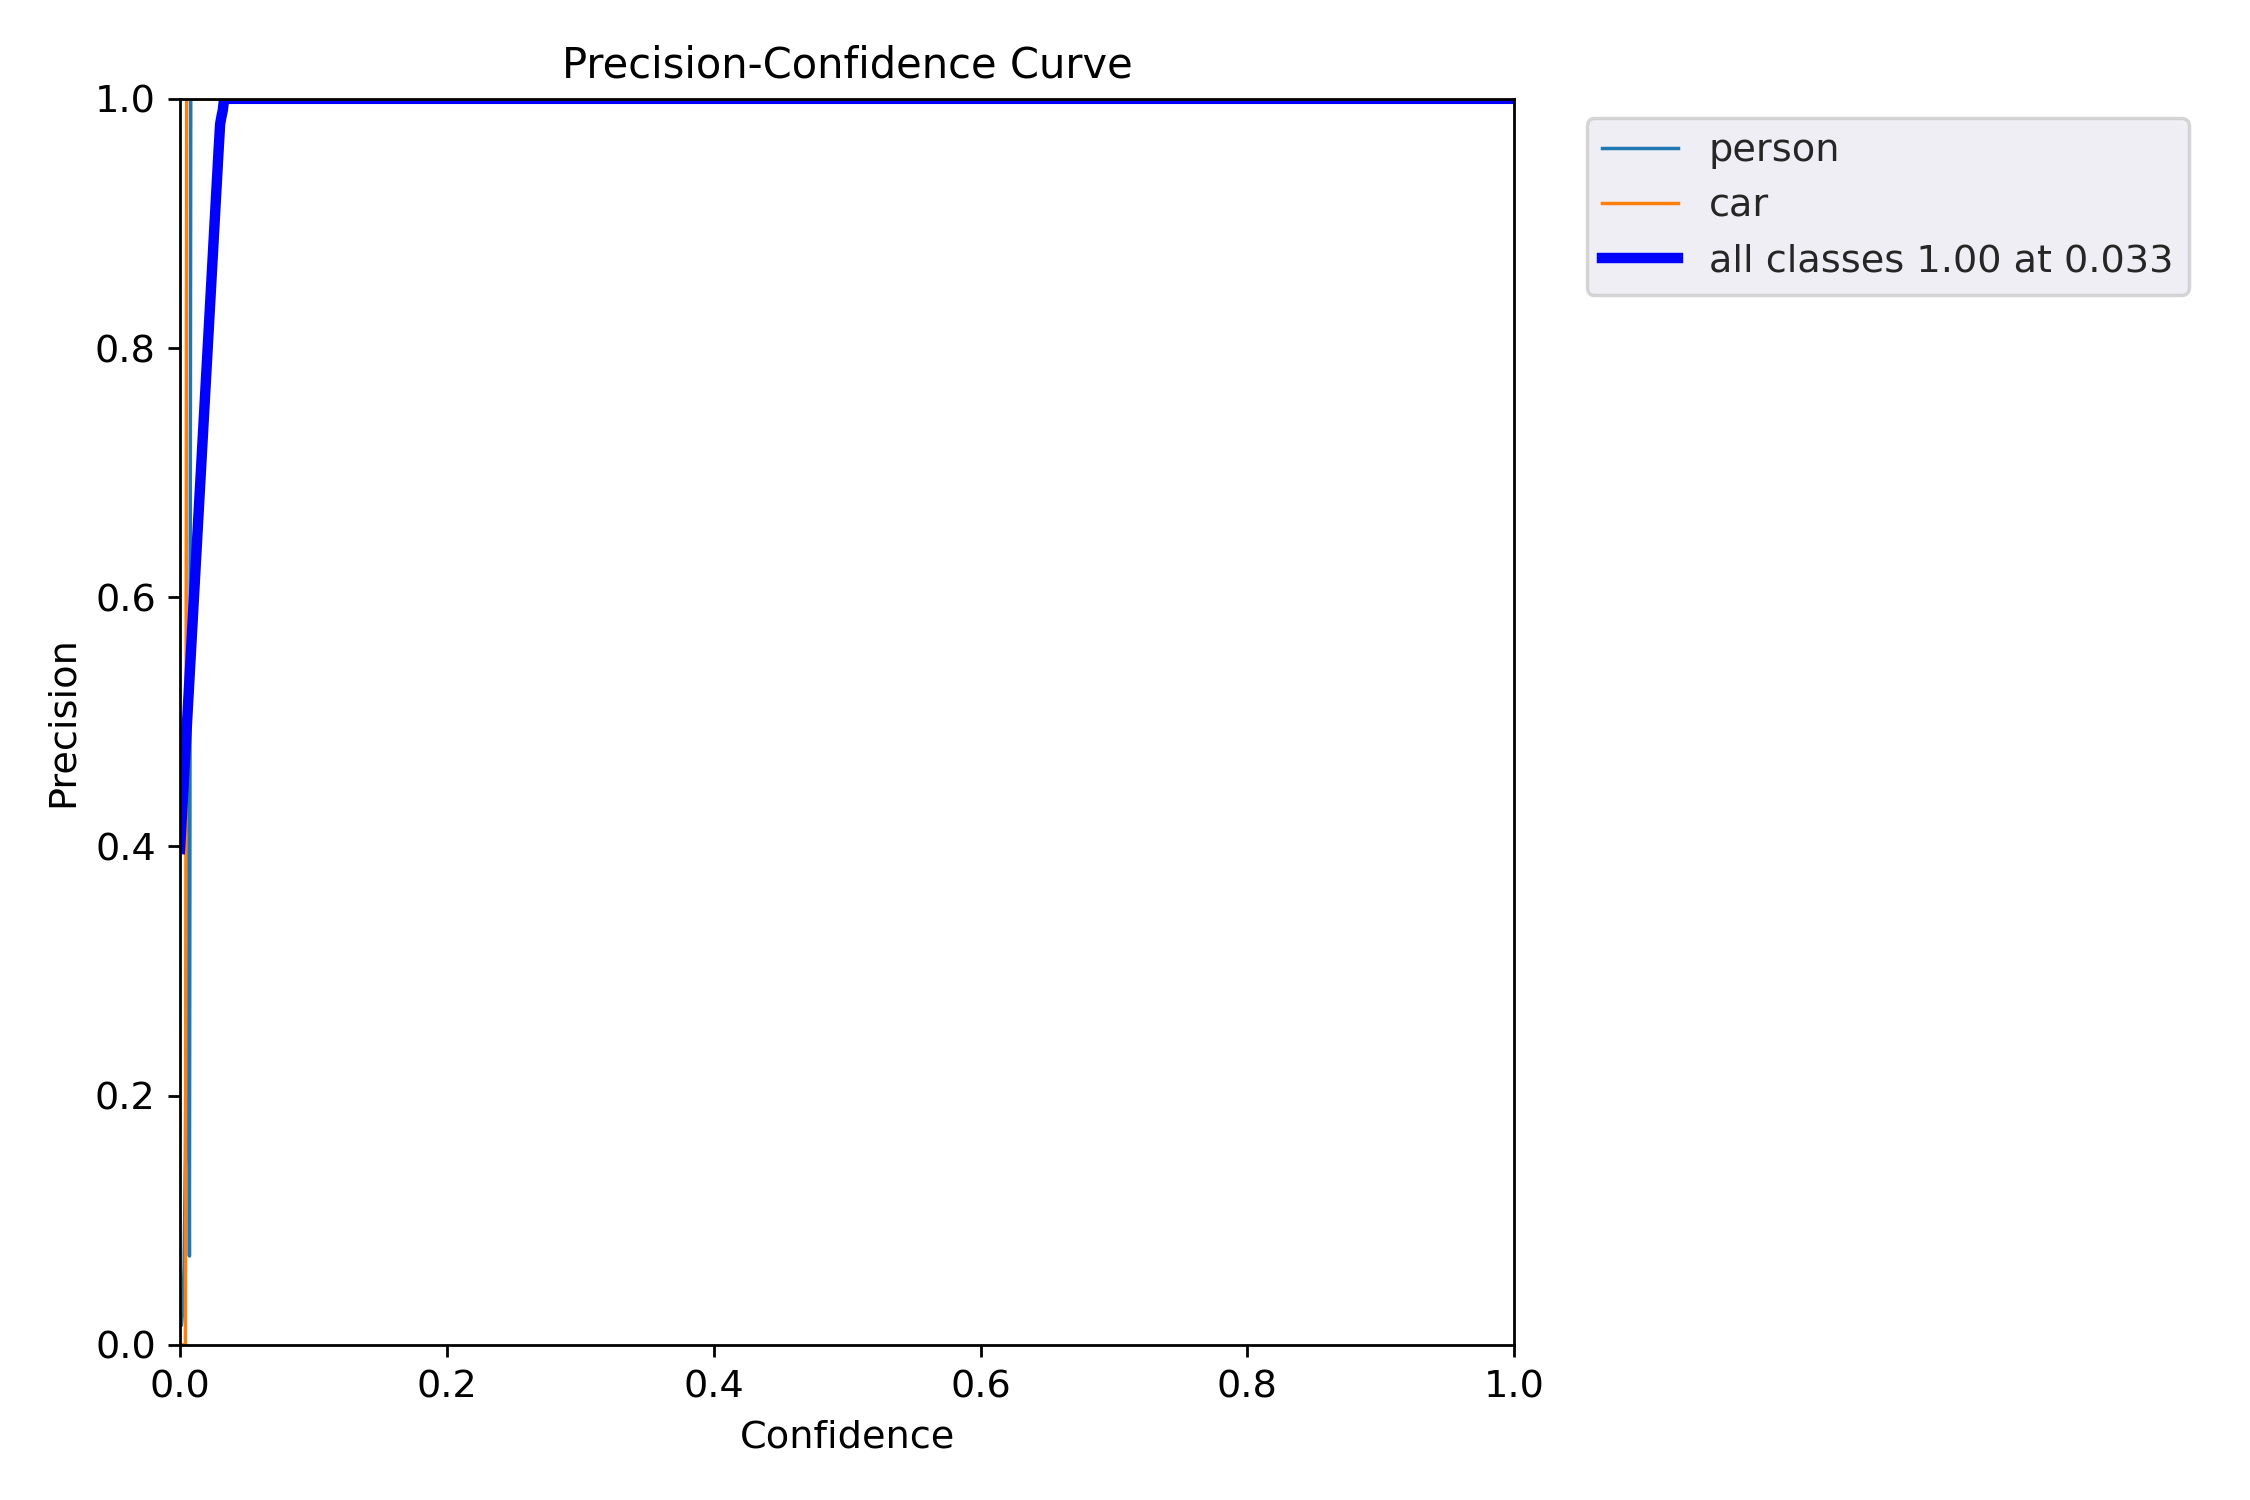 Precision-Confidence Curve
1.0
0.8
0.6
0.4
0.2
0.0
Precision
0.0 0.2 0.4 0.6 0.8 1.0
Confidence
person
car
all classes 1.00 at 0.033